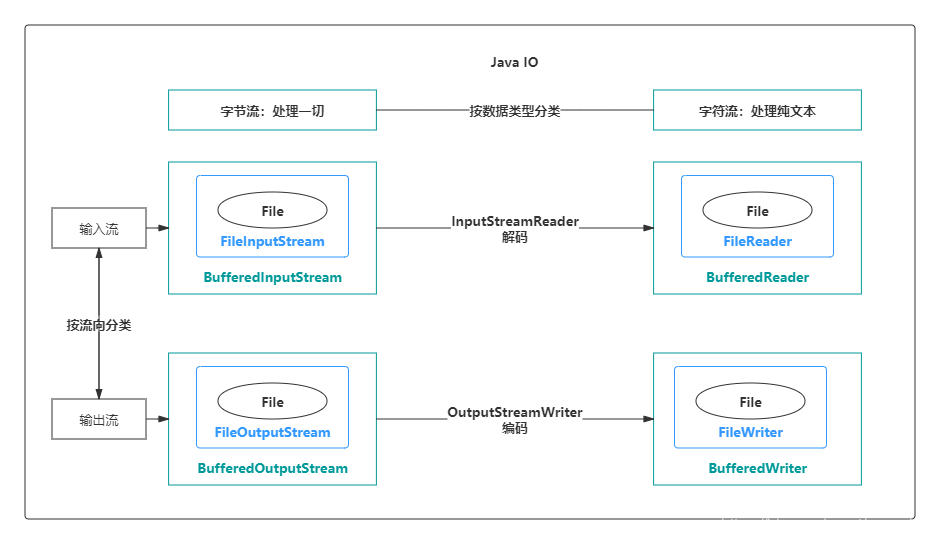 Java IO
字节流：处理一切
按数据类型分类
字符流：处理纯文本
输入流
File
FileInputStream
BufferedInputStream
InputStreamReader
解码
File
FileReader
BufferedReader
按流向分类
输出流
File
FileOutputStream
BufferedOutputStream
OutputStreamWriter
编码
File
FileWriter
BufferedWriter